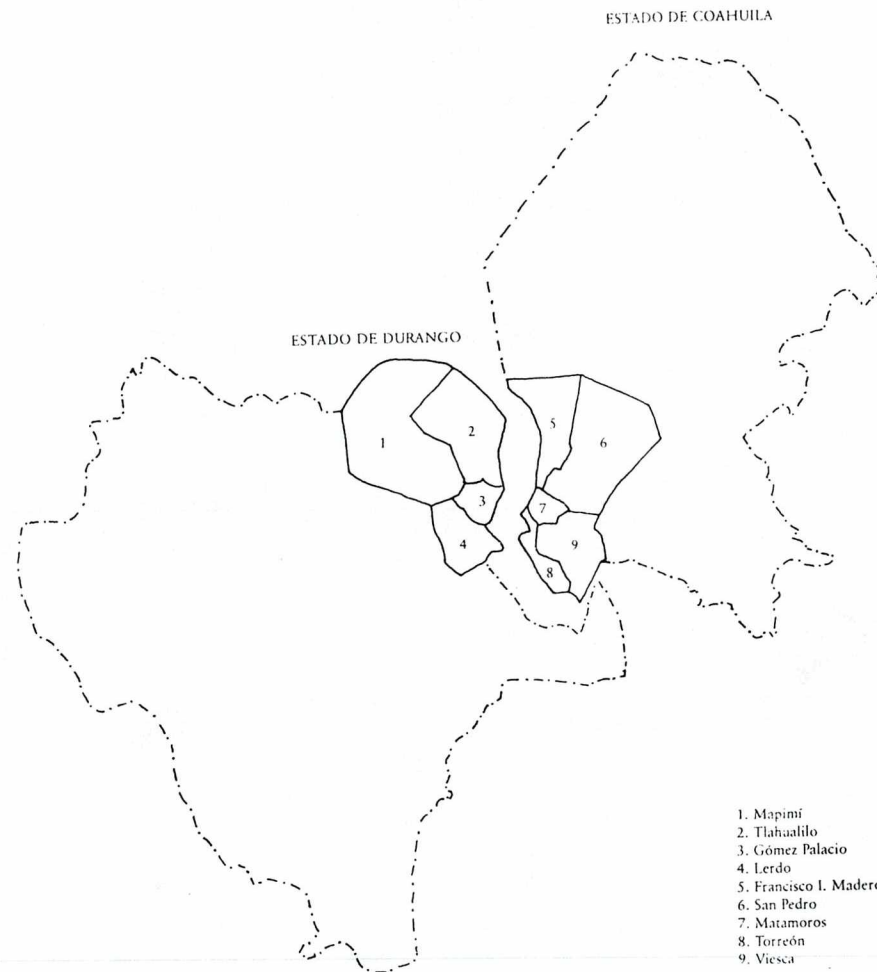 ESTADO DE COAHUILA
ESTADO DE DURANGO
1
2
5
6
3
7
4
9
8
1. Mapimí
2. Tlahualilo
3. Gómez Palacio
4. Lerdo
5. Francisco I. Madero
6. San Pedro
7. Matamoros
8. Torreón
9. Viesca